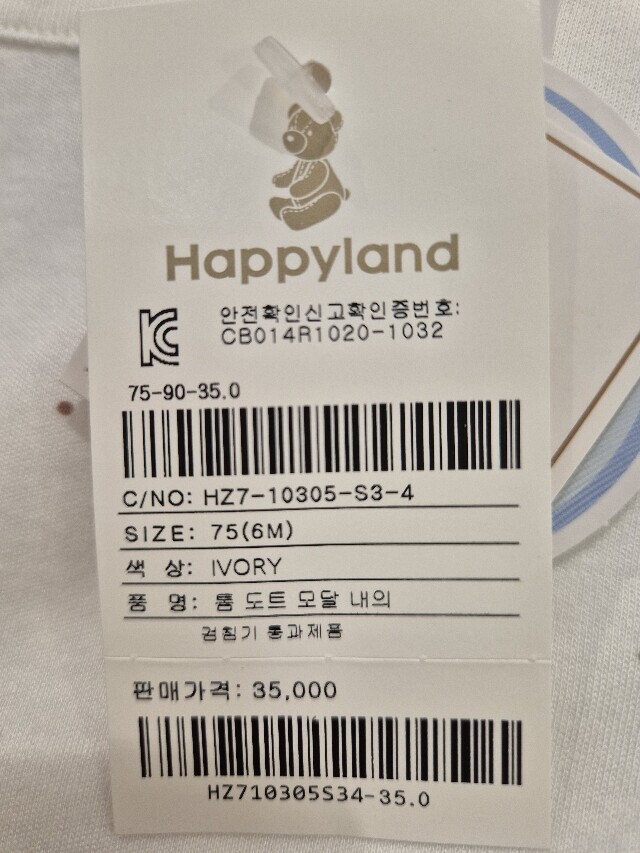 Happyland
KC
안전확인신고확인증번호:
CB014R1020-1032
75-90-35.0
C/NO: HZ7-10305-S3-4
SIZE: 75(6M)
색 상: IVORY
품 명: 톰 도트 모달 내의
검침기 통과제품
판매가격: 35,000
HZ710305S34-35.0